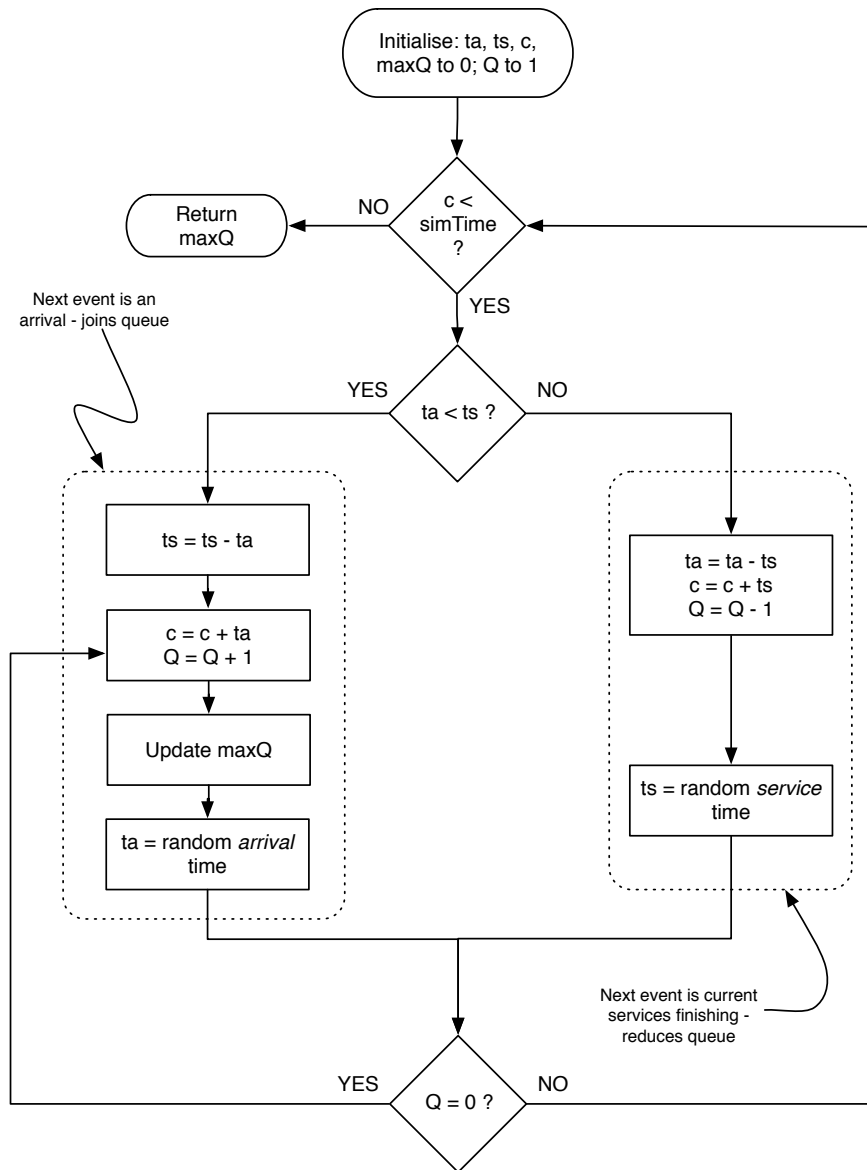 Initialise: ta, ts, c,
maxQ to 0; Q to 1
c <
simTime
?
NO
Return
maxQ
YES
Next event is an
arrival - joins queue
ta < ts ?
YES
NO
ts = ts - ta
c = c + ta
Q = Q + 1
Update maxQ
ta = random arrival
time
ta = ta - ts
c = c + ts
Q = Q - 1
ts = random service
time
Next event is current
services finishing -
reduces queue
Q = 0 ?
YES
NO